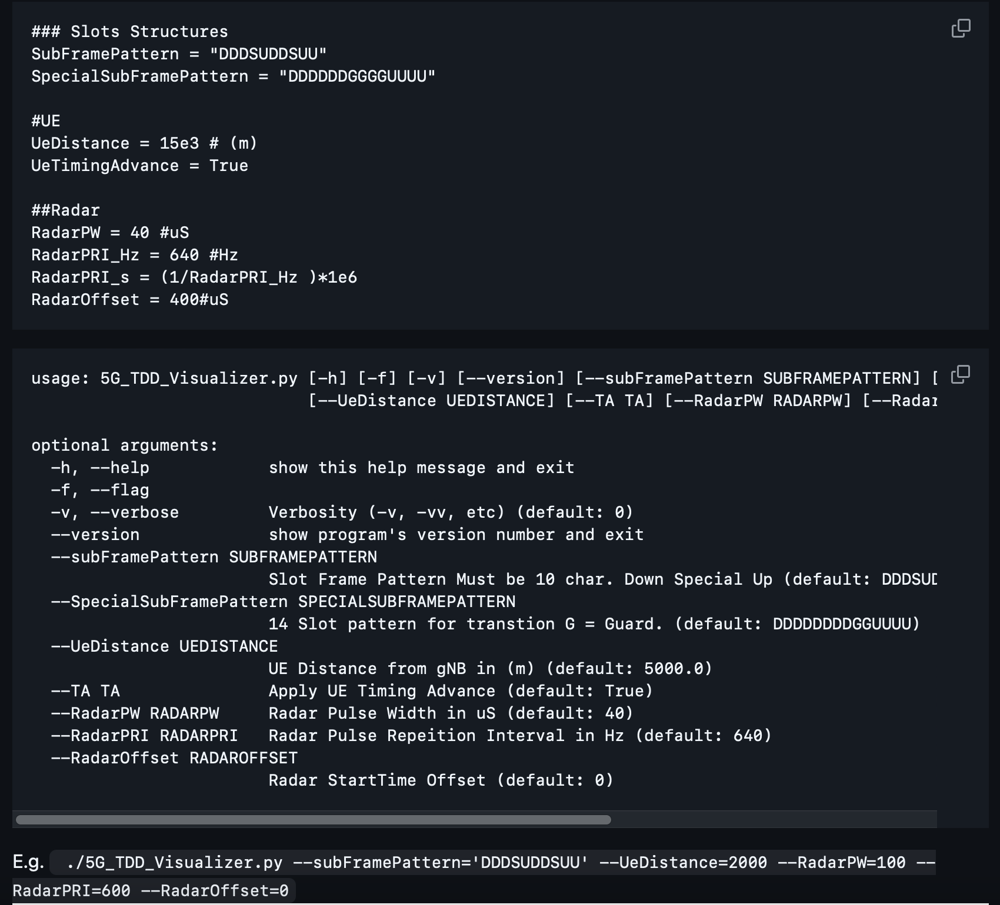 ### Slots Structures
SubFramePattern = "DDDSUDDSUU"
SpecialSubFramePattern = "DDDDDDGGGGUUUU"
#UE
UeDistance = 15e3 # (m)
UeTimingAdvance = True
##Radar
RadarPW = 40 #uS
RadarPRI_Hz = 640 #Hz
RadarPRI_s = (1/RadarPRI_Hz )*1e6
RadarOffset = 400#uS
usage: 5G_TDD_Visualizer.py [-h] [-f] [-v] [--version] [--subFramePattern SUBFRAMEPATTERN] [
[--UeDistance UEDISTANCE] [--TA TA] [--RadarPW RADARPW] [--Radar
optional arguments:
-h, --help show this help message and exit
-f, --flag
-v, --verbose Verbosity (-v, -vv, etc) (default: 0)
--version show program's version number and exit
--subFramePattern SUBFRAMEPATTERN
Slot Frame Pattern Must be 10 char. Down Special Up (default: DDDSUD
--SpecialSubFramePattern SPECIALSUBFRAMEPATTERN
14 Slot pattern for transtion G = Guard. (default: DDDDDDDDGGUUUU)
--UeDistance UEDISTANCE
UE Distance from gNB in (m) (default: 5000.0)
--TA TA Apply UE Timing Advance (default: True)
--RadarPW RADARPW Radar Pulse Width in uS (default: 40)
--RadarPRI RADARPRI Radar Pulse Repeition Interval in Hz (default: 640)
--RadarOffset RADAROFFSET
Radar StartTime Offset (default: 0)
E.g. ./5G_TDD_Visualizer.py --subFramePattern='DDDSUDDSUU' --UeDistance=2000 --RadarPW=100 --
RadarPRI=600 --RadarOffset=0